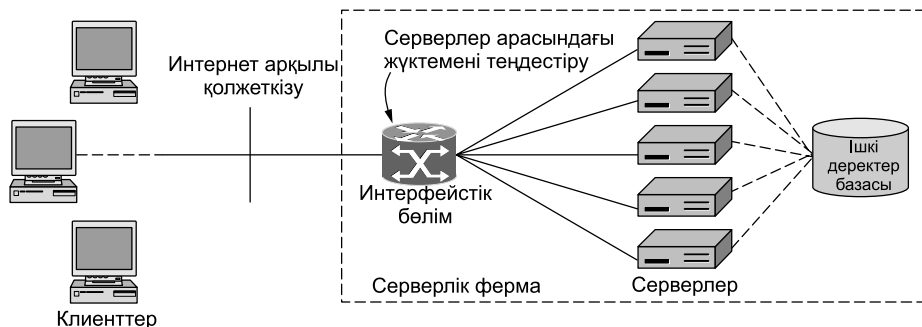 Серверлер арасындағы
жүктемені теңдестіру
Интернет арқылы
қолжеткізу
Ішкі
деректер
базасы
Интерфейстік
бөлім
Серверлік ферма
Серверлер
Клиенттер